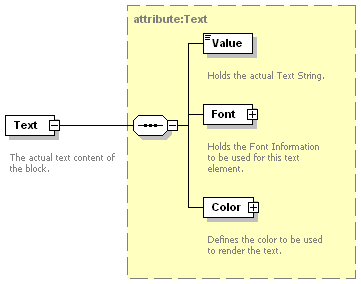 attribute:Text
Value
Holds the actual Text String.
Text
The actual text content of
the block.
Font
Holds the Font Information
to be used for this text
element.
Color
Defines the color to be used
to render the text.